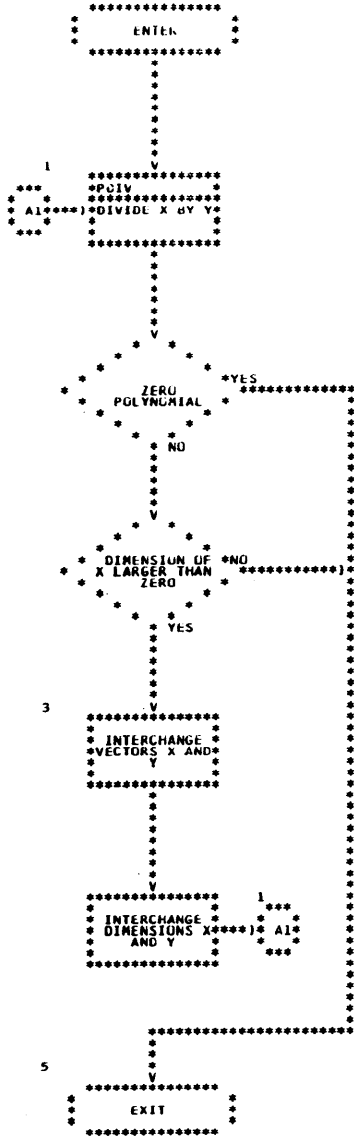 ENTER
1
PDIV
A1
DIVIDE X BY Y
YES
ZERO
POLYNOMIAL
NO
DIMENSION OF
NO
X LARGER THAN
ZERO
YES
3
INTERCHANGE
VECTORS X AND
Y
1
INTERCHANGE
DIMENSIONS X
A1
AND Y
5
EXIT